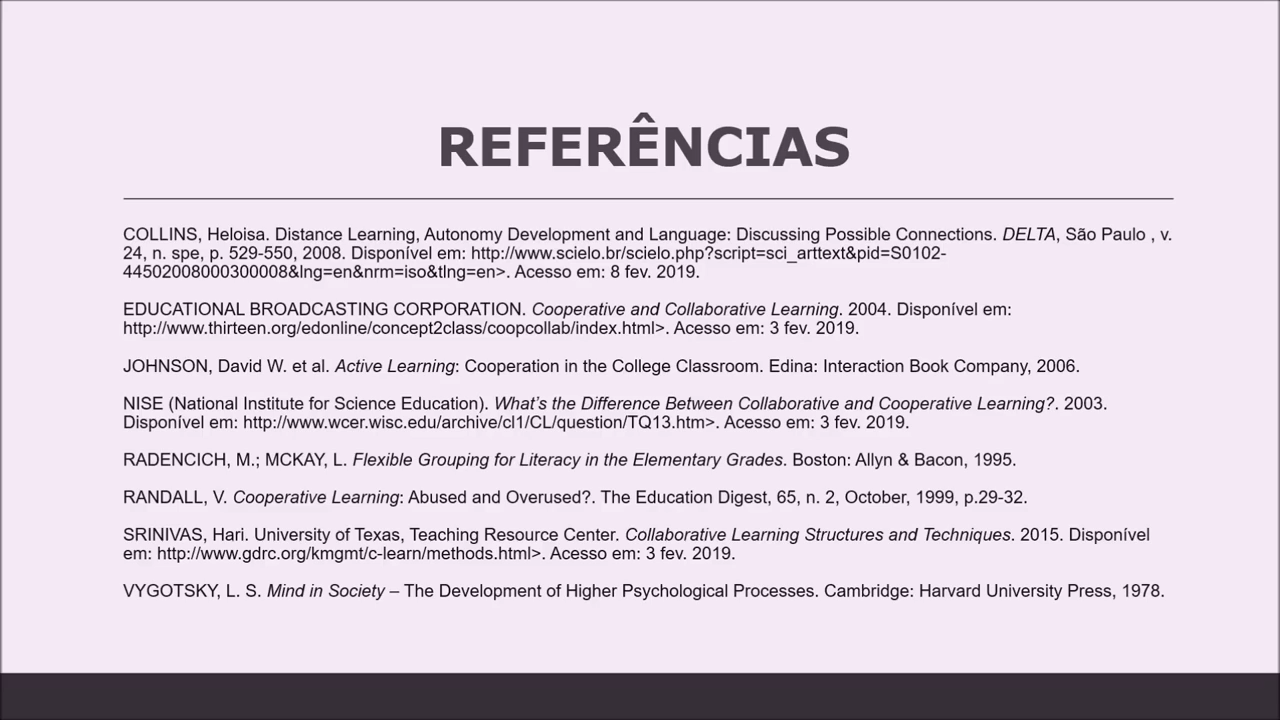 REFERÊNCIAS
COLLINS, Heloisa. Distance Learning, Autonomy Development and Language: Discussing Possible Connections. DELTA, São Paulo , v.
24, n. spe, p. 529-550, 2008. Disponível em: http://www.scielo.br/scielo.php?script=sci_arttext&pid=S0102-
44502008000300008&lng=en&nrm=iso&tlng=en>. Acesso em: 8 fev. 2019.
EDUCATIONAL BROADCASTING CORPORATION. Cooperative and Collaborative Learning. 2004. Disponível em:
http://www.thirteen.org/edonline/concept2class/coopcollab/index.html>. Acesso em: 3 fev. 2019.
JOHNSON, David W. et al. Active Learning: Cooperation in the College Classroom. Edina: Interaction Book Company, 2006.
NISE (National Institute for Science Education). What’s the Difference Between Collaborative and Cooperative Learning?. 2003.
Disponível em: http://www.wcer.wisc.edu/archive/cl1/CL/question/TQ13.htm>. Acesso em: 3 fev. 2019.
RADENCICH, M.; MCKAY, L. Flexible Grouping for Literacy in the Elementary Grades. Boston: Allyn & Bacon, 1995.
RANDALL, V. Cooperative Learning: Abused and Overused?. The Education Digest, 65, n. 2, October, 1999, p.29-32.
SRINIVAS, Hari. University of Texas, Teaching Resource Center. Collaborative Learning Structures and Techniques. 2015. Disponível
em: http://www.gdrc.org/kmgmt/c-learn/methods.html>. Acesso em: 3 fev. 2019.
VYGOTSKY, L. S. Mind in Society – The Development of Higher Psychological Processes. Cambridge: Harvard University Press, 1978.